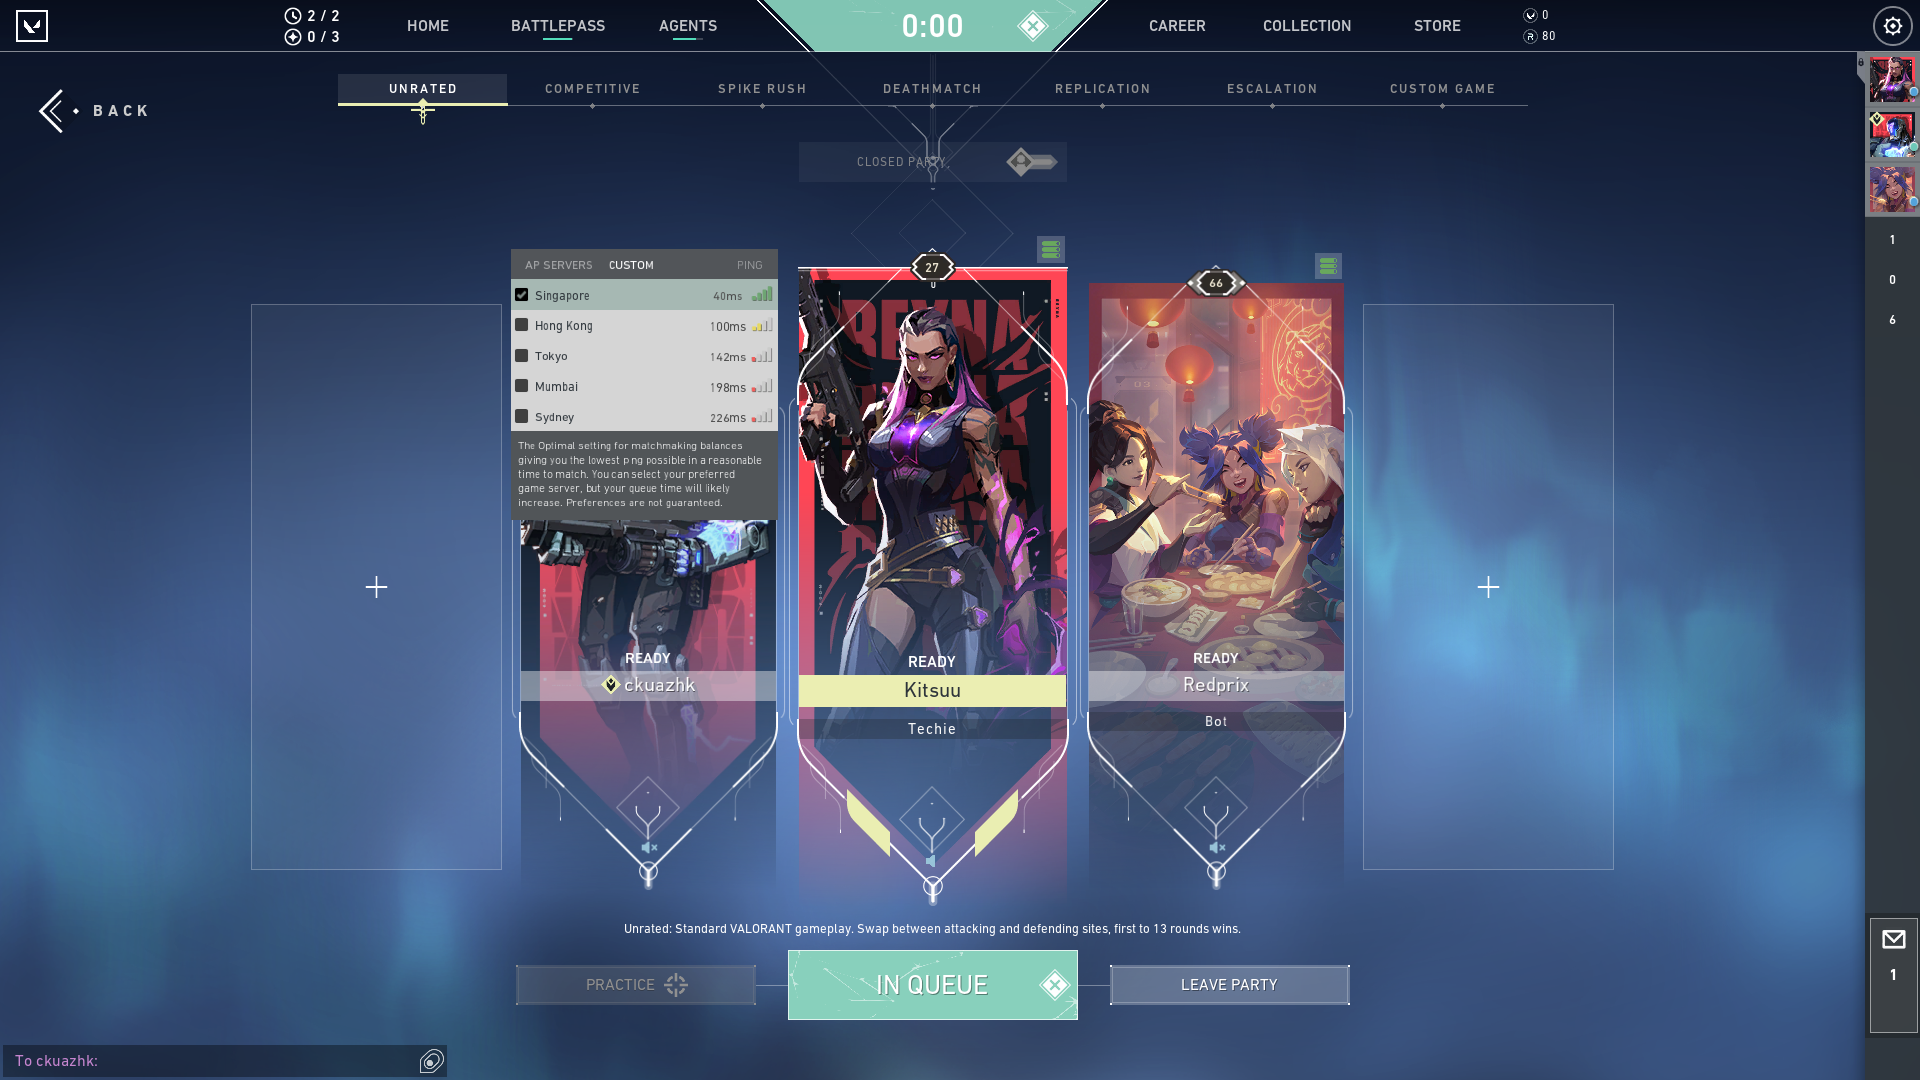 2 / 2
0 / 3
HOME
BATTLEPASS
AGENTS
0:00
CAREER
COLLECTION
STORE
0
80
BACK
UNRATED
COMPETITIVE
SPIKE RUSH
DEATHMATCH
REPLICATION
ESCALATION
CUSTOM GAME
CLOSED PARTY
AP SERVERS CUSTOM PING
Singapore 40ms
Hong Kong 100ms
Tokyo 142ms
Mumbai 198ms
Sydney 226ms
The Optimal setting for matchmaking balances
giving you the lowest ping possible in a reasonable
time to match. You can select your preferred
game server, but your queue time will likely
increase. Preferences are not guaranteed.
27
66
REYNA
READY
ckuazhk
READY
Kitsuu
Techie
READY
Redprix
Bot
1
0
6
Unrated: Standard VALORANT gameplay. Swap between attacking and defending sites, first to 13 rounds wins.
PRACTICE
IN QUEUE
LEAVE PARTY
1
To ckuazhk: